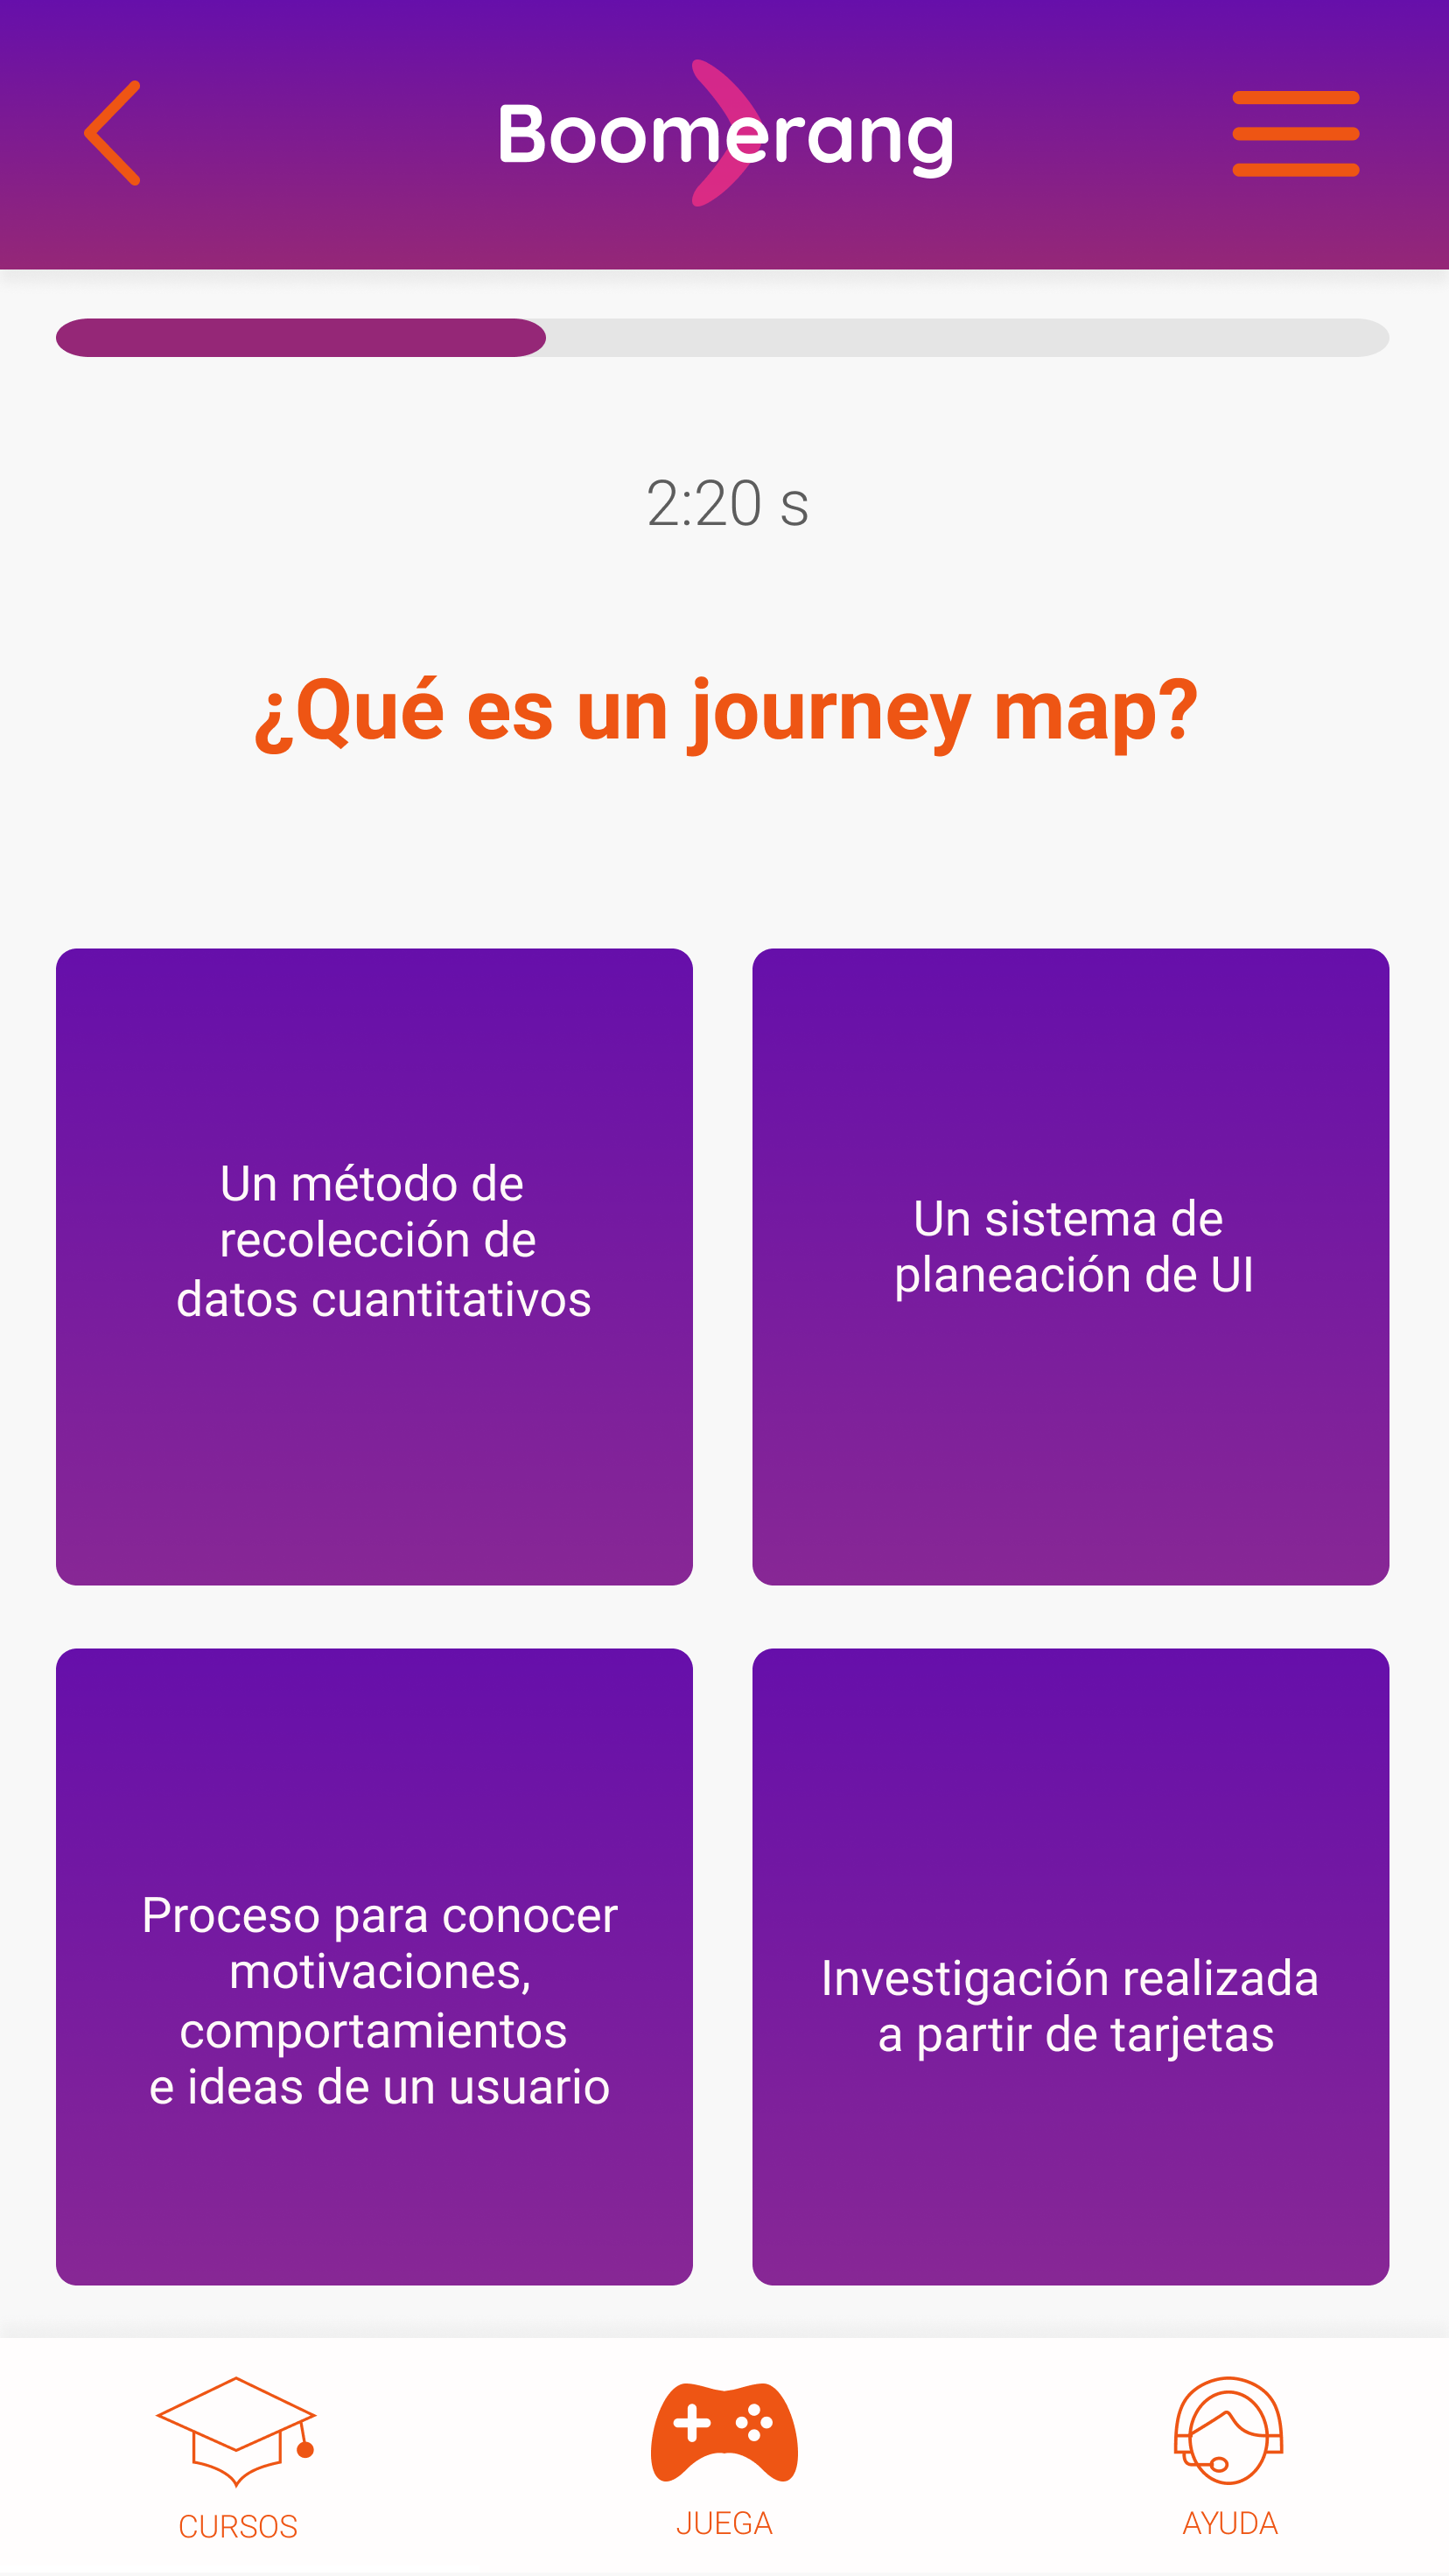 Boomerang
2:20 s
¿Qué es un journey map?
Un método de
recolección de
datos cuantitativos
Un sistema de
planeación de UI
Proceso para conocer
motivaciones,
comportamientos
e ideas de un usuario
Investigación realizada
a partir de tarjetas
CURSOS
JUEGA
AYUDA